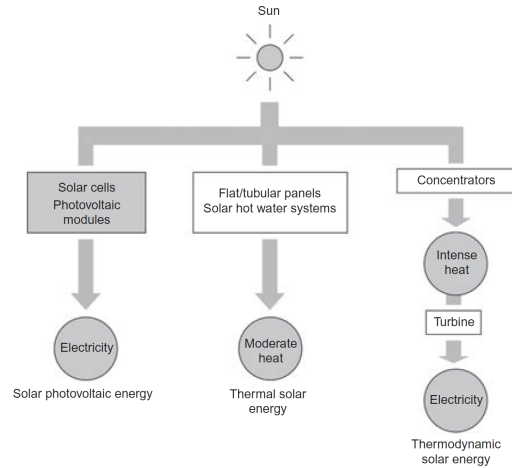 Sun
Solar cells
Photovoltaic
modules
Flat/tubular panels
Solar hot water systems
Concentrators
Intense
heat
Turbine
Electricity
Moderate
heat
Electricity
Solar photovoltaic energy
Thermal solar
energy
Thermodynamic
solar energy